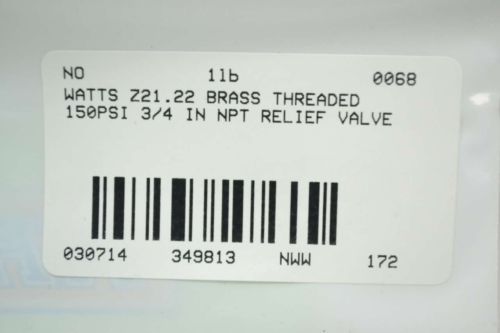 NO 1lb 0068
WATTS Z21.22 BRASS THREADED
150PSI 3/4 IN NPT RELIEF VALVE
030714 349813 NWW 172